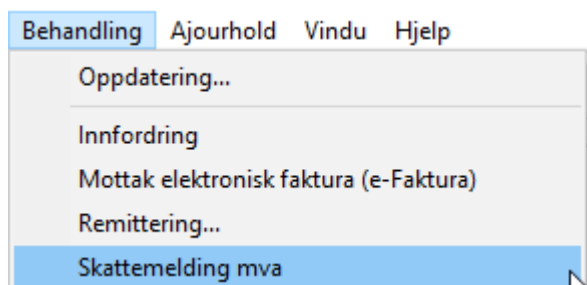 Behandling Ajourhold Vindu Hjelp
Oppdatering...
Innfordring
Mottak elektronisk faktura (e-Faktura)
Remittering...
Skattemelding mva